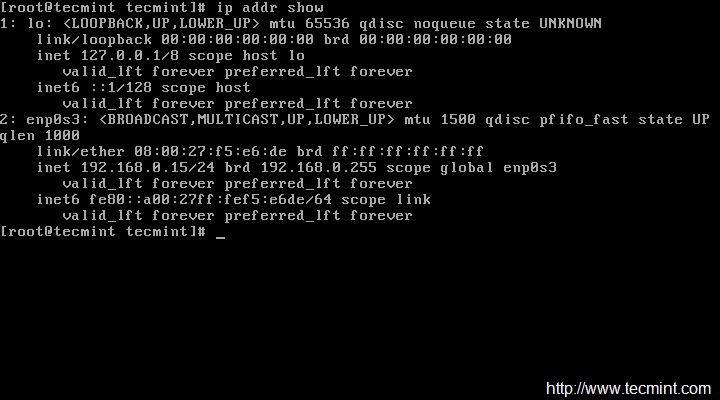 [root@tecmint tecmint]# ip addr show
1: lo: <LOOPBACK,UP,LOWER_UP> mtu 65536 qdisc noqueue state UNKNOWN
    link/loopback 00:00:00:00:00:00 brd 00:00:00:00:00:00
    inet 127.0.0.1/8 scope host lo
       valid_lft forever preferred_lft forever
    inet6 ::1/128 scope host
       valid_lft forever preferred_lft forever
2: enp0s3: <BROADCAST,MULTICAST,UP,LOWER_UP> mtu 1500 qdisc pfifo_fast state UP
qlen 1000
    link/ether 08:00:27:f5:e6:de brd ff:ff:ff:ff:ff:ff
    inet 192.168.0.15/24 brd 192.168.0.255 scope global enp0s3
       valid_lft forever preferred_lft forever
    inet6 fe80::a00:27ff:fef5:e6de/64 scope link
       valid_lft forever preferred_lft forever
[root@tecmint tecmint]# _
http://www.tecmint.com